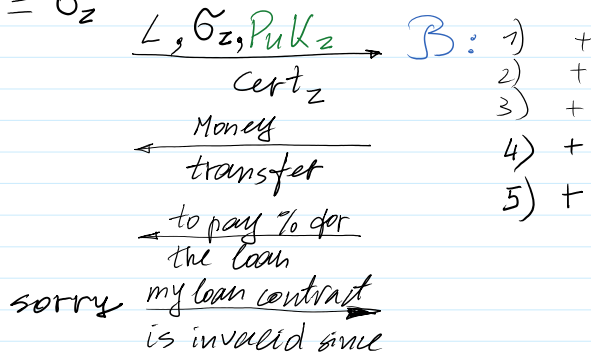 = σz
L, σz, PuKz
Certz
B: 1) +
2) +
3) +
4) +
5) +
Money
transfer
to pay % for
the loan
sorry my loan contract
is invalid since